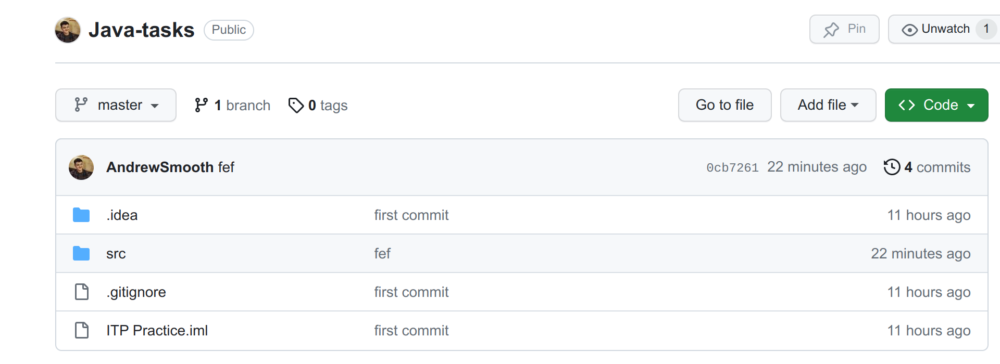 Java-tasks Public Pin Unwatch 1
master 1 branch 0 tags Go to file Add file Code
AndrewSmooth fef 0cb7261 22 minutes ago 4 commits
.idea first commit 11 hours ago
src fef 22 minutes ago
.gitignore first commit 11 hours ago
ITP Practice.iml first commit 11 hours ago